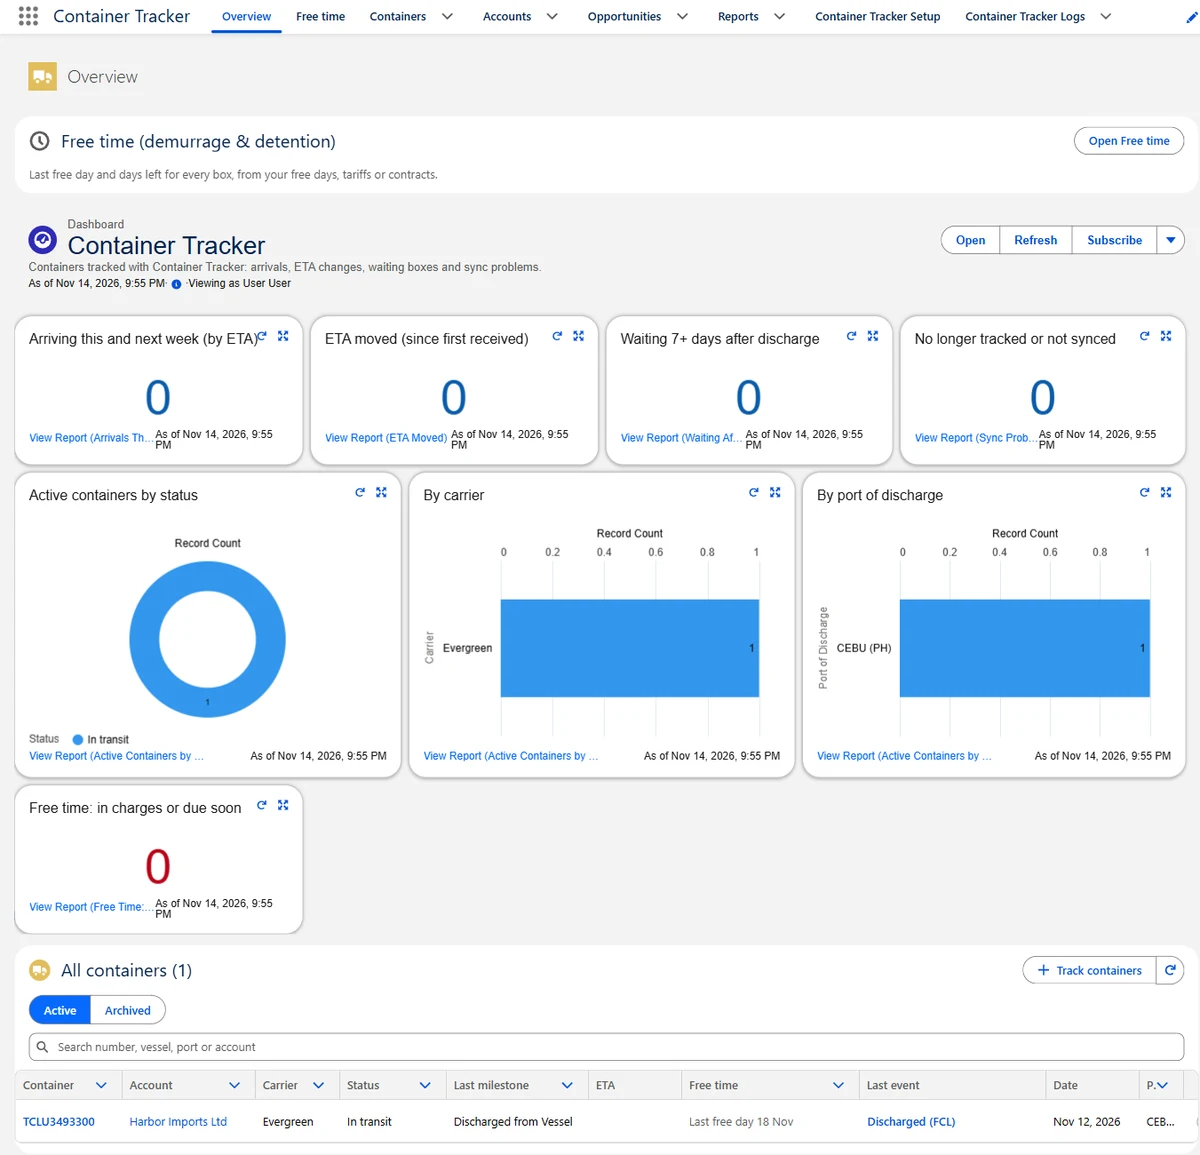 Container Tracker
Overview
Free time
Containers
Accounts
Opportunities
Reports
Container Tracker Setup
Container Tracker Logs
Overview
Free time (demurrage & detention)
Open Free time
Last free day and days left for every box, from your free days, tariffs or contracts.
Dashboard
Container Tracker
Open
Refresh
Subscribe
Containers tracked with Container Tracker: arrivals, ETA changes, waiting boxes and sync problems.
As of Nov 14, 2026, 9:55 PM· i ·Viewing as User User
Arriving this and next week (by ETA)
0
View Report (Arrivals Th...
As of Nov 14, 2026, 9:55
PM
ETA moved (since first received)
0
View Report (ETA Moved)
As of Nov 14, 2026, 9:55
PM
Waiting 7+ days after discharge
0
View Report (Waiting Af...
As of Nov 14, 2026, 9:55
PM
No longer tracked or not synced
0
View Report (Sync Prob...
As of Nov 14, 2026, 9:55
PM
Active containers by status
Record Count
1
Status
In transit
View Report (Active Containers by ...
As of Nov 14, 2026, 9:55 PM
By carrier
Record Count
0 0.2 0.4 0.6 0.8 1
Carrier
Evergreen
1
View Report (Active Containers by ...
As of Nov 14, 2026, 9:55 PM
By port of discharge
Record Count
0 0.2 0.4 0.6 0.8 1
Port of Discharge
CEBU (PH)
1
View Report (Active Containers by ...
As of Nov 14, 2026, 9:55 PM
Free time: in charges or due soon
0
View Report (Free Time:...
As of Nov 14, 2026, 9:55
PM
All containers (1)
+ Track containers
Active
Archived
Search number, vessel, port or account
Container Account Carrier Status Last milestone ETA Free time Last event Date P.
TCLU3493300 Harbor Imports Ltd Evergreen In transit Discharged from Vessel Last free day 18 Nov Discharged (FCL) Nov 12, 2026 CEB...